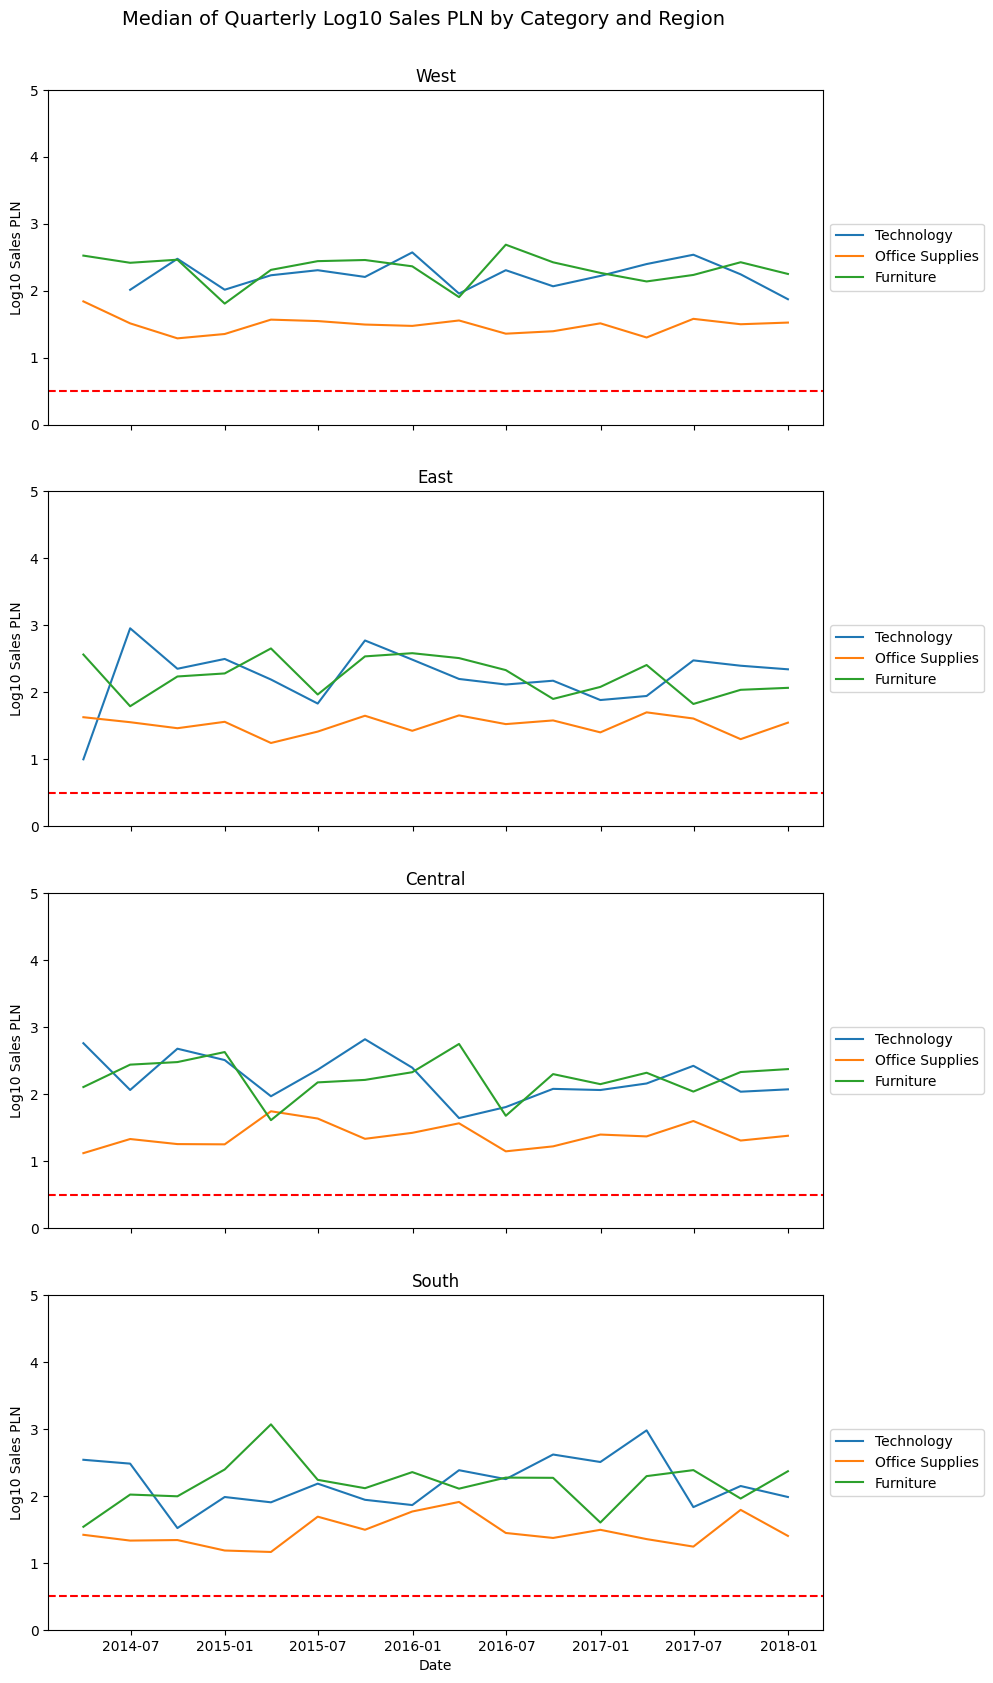 Median of Quarterly Log10 Sales PLN by Category and Region
West
5
4
3
2
1
0
Log10 Sales PLN
Technology
Office Supplies
Furniture
East
5
4
3
2
1
0
Log10 Sales PLN
Technology
Office Supplies
Furniture
Central
5
4
3
2
1
0
Log10 Sales PLN
Technology
Office Supplies
Furniture
South
5
4
3
2
1
0
Log10 Sales PLN
Technology
Office Supplies
Furniture
2014-07 2015-01 2015-07 2016-01 2016-07 2017-01 2017-07 2018-01
Date